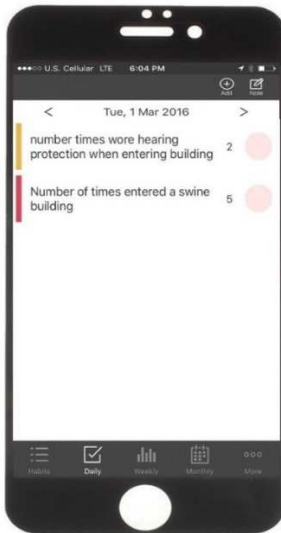 U.S. Cellular LTE 6:04 PM
Add Note
< Tue, 1 Mar 2016 >
number times wore hearing
protection when entering building 2
Number of times entered a swine
building 5
Habits Daily Weekly Monthly More